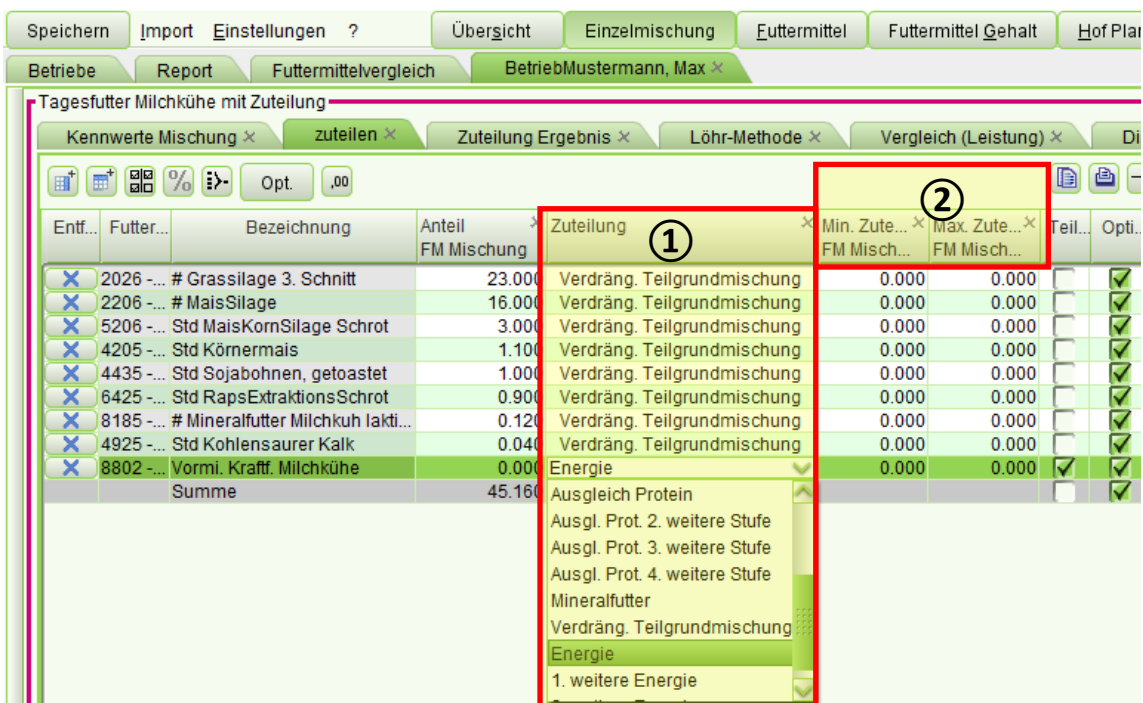 Speichern Import Einstellungen ? Übersicht Einzelmischung Futtermittel Futtermittel Gehalt Hof Plan
Betriebe Report Futtermittelvergleich BetriebMustermann, Max ×
Tagesfutter Milchkühe mit Zuteilung
Kennwerte Mischung × zuteilen × Zuteilung Ergebnis × Löhr-Methode × Vergleich (Leistung) × Di
% Opt. ,00
②
Entf... Futter... Bezeichnung Anteil × Zuteilung × Min. Zute... × Max. Zute... × Teil... Opti...
FM Mischung ① FM Misch... FM Misch...
2026 -... # Grassilage 3. Schnitt 23.000 Verdräng. Teilgrundmischung 0.000 0.000
2206 -... # MaisSilage 16.000 Verdräng. Teilgrundmischung 0.000 0.000
5206 -... Std MaisKornSilage Schrot 3.000 Verdräng. Teilgrundmischung 0.000 0.000
4205 -... Std Körnermais 1.100 Verdräng. Teilgrundmischung 0.000 0.000
4435 -... Std Sojabohnen, getoastet 1.000 Verdräng. Teilgrundmischung 0.000 0.000
6425 -... Std RapsExtraktionsSchrot 0.900 Verdräng. Teilgrundmischung 0.000 0.000
8185 -... # Mineralfutter Milchkuh lakti... 0.120 Verdräng. Teilgrundmischung 0.000 0.000
4925 -... Std Kohlensaurer Kalk 0.040 Verdräng. Teilgrundmischung 0.000 0.000
8802 -... Vormi. Kraftf. Milchkühe 0.000 Energie 0.000 0.000
Summe 45.160
Ausgleich Protein
Ausgl. Prot. 2. weitere Stufe
Ausgl. Prot. 3. weitere Stufe
Ausgl. Prot. 4. weitere Stufe
Mineralfutter
Verdräng. Teilgrundmischung
Energie
1. weitere Energie